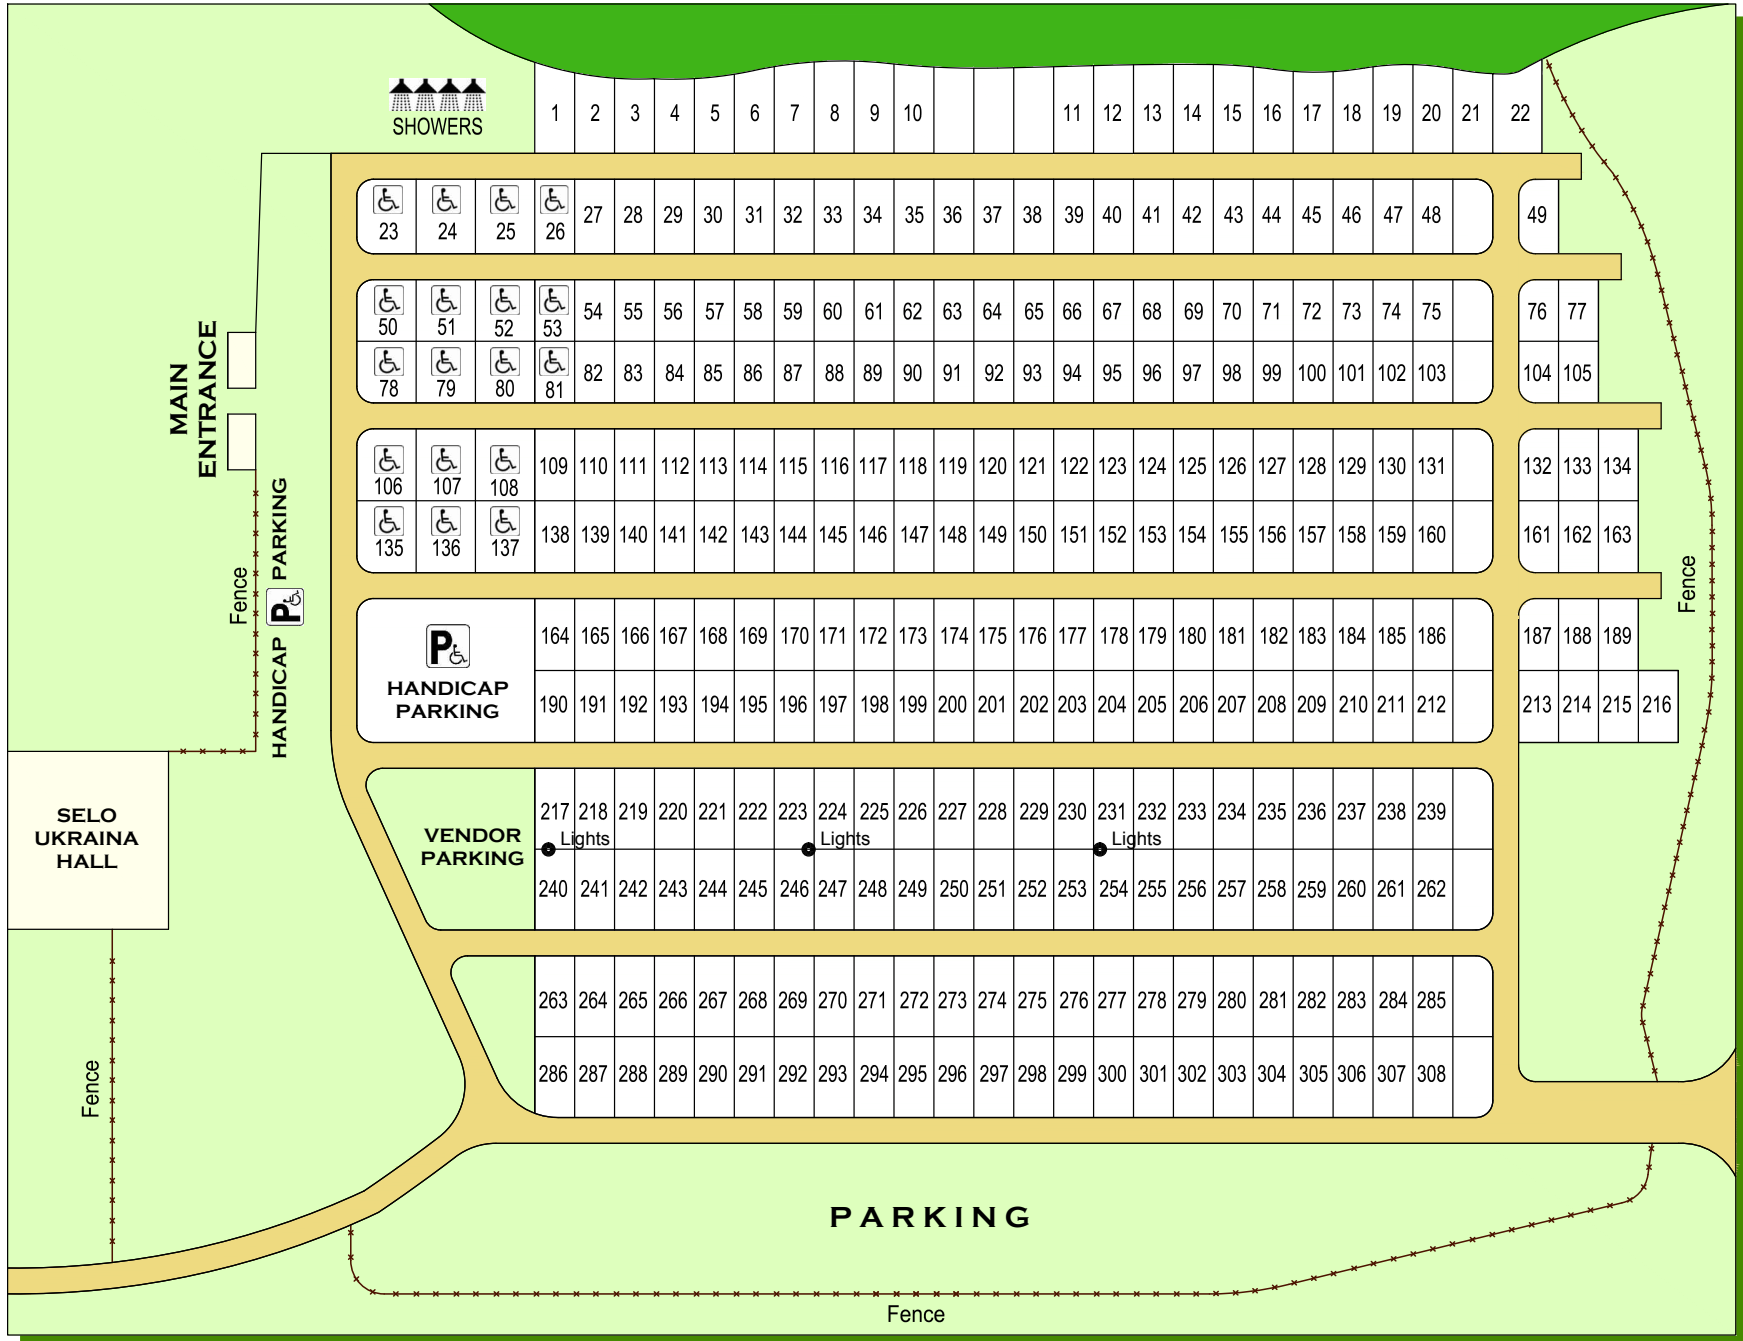 SHOWERS
1 2 3 4 5 6 7 8 9 10 11 12 13 14 15 16 17 18 19 20 21 22
23 24 25 26 27 28 29 30 31 32 33 34 35 36 37 38 39 40 41 42 43 44 45 46 47 48 49
50 51 52 53 54 55 56 57 58 59 60 61 62 63 64 65 66 67 68 69 70 71 72 73 74 75 76 77
78 79 80 81 82 83 84 85 86 87 88 89 90 91 92 93 94 95 96 97 98 99 100 101 102 103 104 105
MAIN
ENTRANCE
106 107 108 109 110 111 112 113 114 115 116 117 118 119 120 121 122 123 124 125 126 127 128 129 130 131 132 133 134
135 136 137 138 139 140 141 142 143 144 145 146 147 148 149 150 151 152 153 154 155 156 157 158 159 160 161 162 163
Fence
HANDICAP P PARKING
Fence
P
HANDICAP
PARKING
164 165 166 167 168 169 170 171 172 173 174 175 176 177 178 179 180 181 182 183 184 185 186 187 188 189
190 191 192 193 194 195 196 197 198 199 200 201 202 203 204 205 206 207 208 209 210 211 212 213 214 215 216
SELO
UKRAINA
HALL
VENDOR
PARKING
217 218 219 220 221 222 223 224 225 226 227 228 229 230 231 232 233 234 235 236 237 238 239
Lights Lights Lights
240 241 242 243 244 245 246 247 248 249 250 251 252 253 254 255 256 257 258 259 260 261 262
263 264 265 266 267 268 269 270 271 272 273 274 275 276 277 278 279 280 281 282 283 284 285
286 287 288 289 290 291 292 293 294 295 296 297 298 299 300 301 302 303 304 305 306 307 308
Fence
PARKING
Fence